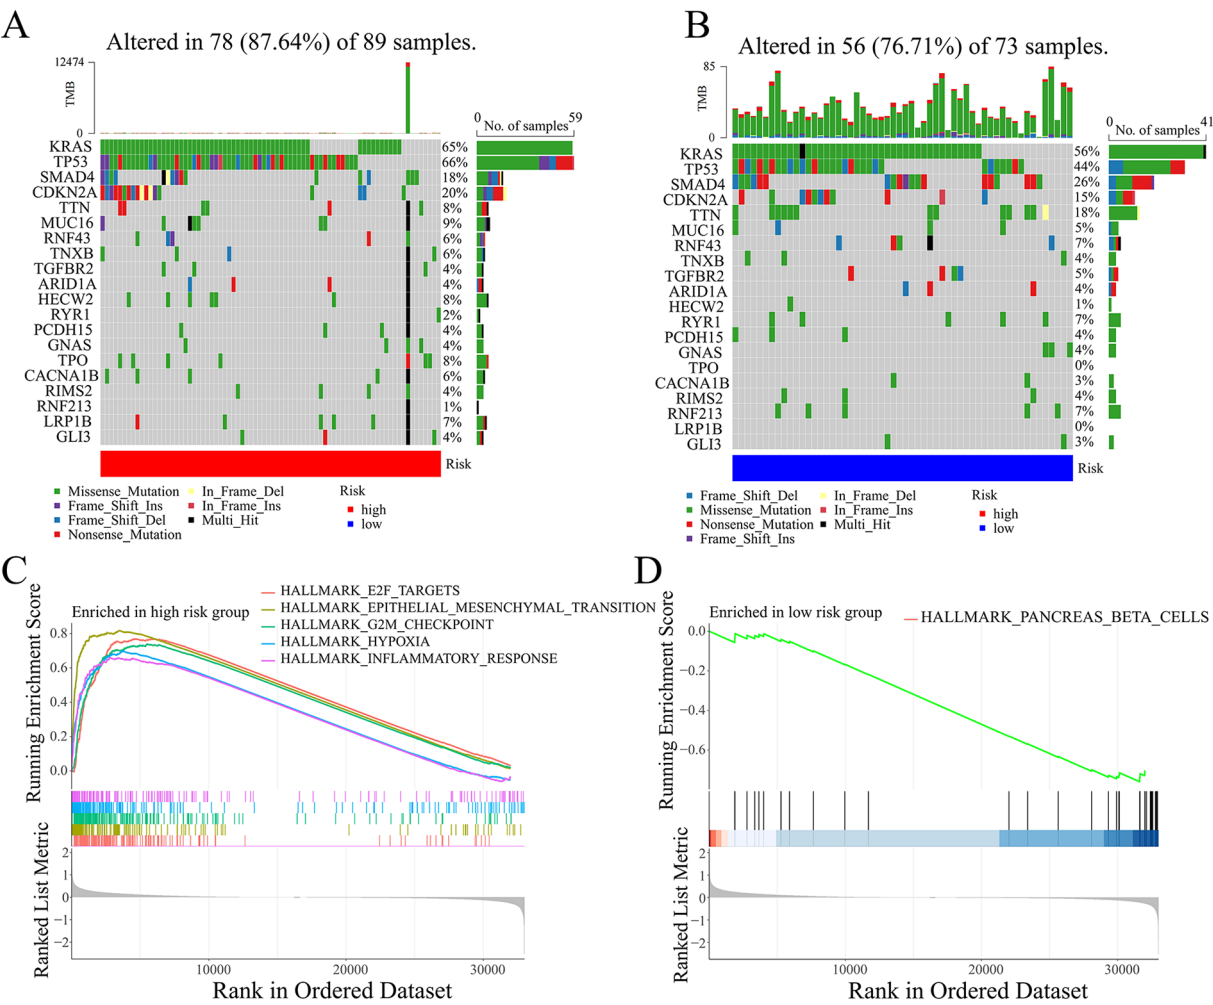 A
Altered in 78 (87.64%) of 89 samples.
12474
TMB
0
0
No. of samples
59
KRAS 65%
TP53 66%
SMAD4 18%
CDKN2A 20%
TTN 8%
MUC16 9%
RNF43 6%
TNXB 6%
TGFBR2 4%
ARID1A 4%
HECW2 8%
RYR1 2%
PCDH15 4%
GNAS 4%
TPO 8%
CACNA1B 6%
RIMS2 4%
RNF213 1%
LRP1B 7%
GLI3 4%
Risk
Missense_Mutation
Frame_Shift_Ins
Frame_Shift_Del
Nonsense_Mutation
In_Frame_Del
In_Frame_Ins
Multi_Hit
Risk
high
low
B
Altered in 56 (76.71%) of 73 samples.
85
TMB
0
0
No. of samples
41
KRAS 56%
TP53 44%
SMAD4 26%
CDKN2A 15%
TTN 18%
MUC16 5%
RNF43 7%
TNXB 4%
TGFBR2 5%
ARID1A 4%
HECW2 1%
RYR1 7%
PCDH15 4%
GNAS 4%
TPO 0%
CACNA1B 3%
RIMS2 4%
RNF213 7%
LRP1B 0%
GLI3 3%
Risk
Frame_Shift_Del
Missense_Mutation
Nonsense_Mutation
Frame_Shift_Ins
In_Frame_Del
In_Frame_Ins
Multi_Hit
Risk
high
low
C
Enriched in high risk group
HALLMARK_E2F_TARGETS
HALLMARK_EPITHELIAL_MESENCHYMAL_TRANSITION
HALLMARK_G2M_CHECKPOINT
HALLMARK_HYPOXIA
HALLMARK_INFLAMMATORY_RESPONSE
Running Enrichment Score
0.8
0.6
0.4
0.2
0.0
Ranked List Metric
2
1
0
−1
−2
10000
20000
30000
Rank in Ordered Dataset
D
Enriched in low risk group
HALLMARK_PANCREAS_BETA_CELLS
Running Enrichment Score
0.0
−0.2
−0.4
−0.6
Ranked List Metric
2
1
0
−1
−2
10000
20000
30000
Rank in Ordered Dataset